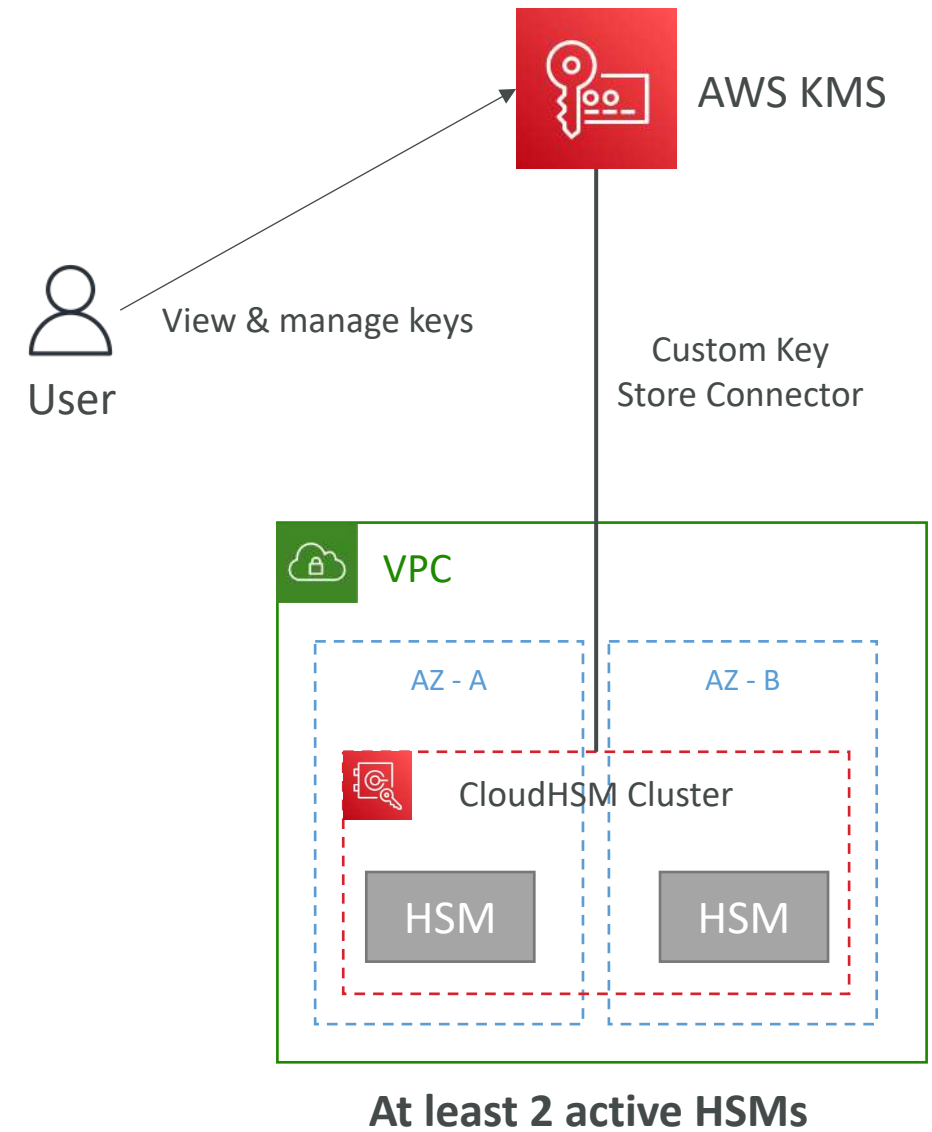 AWS KMS
View & manage keys
User
Custom Key
Store Connector
VPC
AZ - A
AZ - B
CloudHSM Cluster
HSM
HSM
At least 2 active HSMs